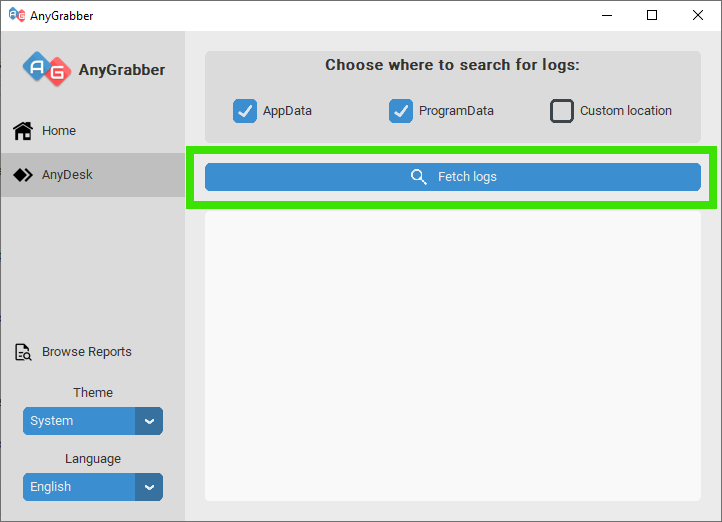 AnyGrabber
AG AnyGrabber
Home
AnyDesk
Browse Reports
Theme
System
Language
English
Choose where to search for logs:
AppData ProgramData Custom location
Fetch logs